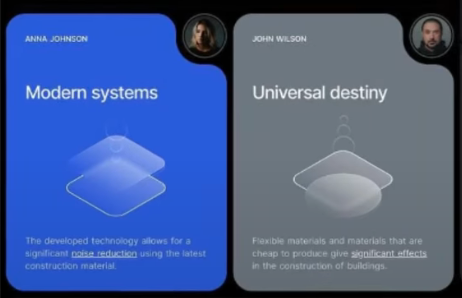 ANNA JOHNSON
Modern systems
The developed technology allows for a
significant noise reduction using the latest
construction material.
JOHN WILSON
Universal destiny
Flexible materials and materials that are
cheap to produce give significant effects
in the construction of buildings.